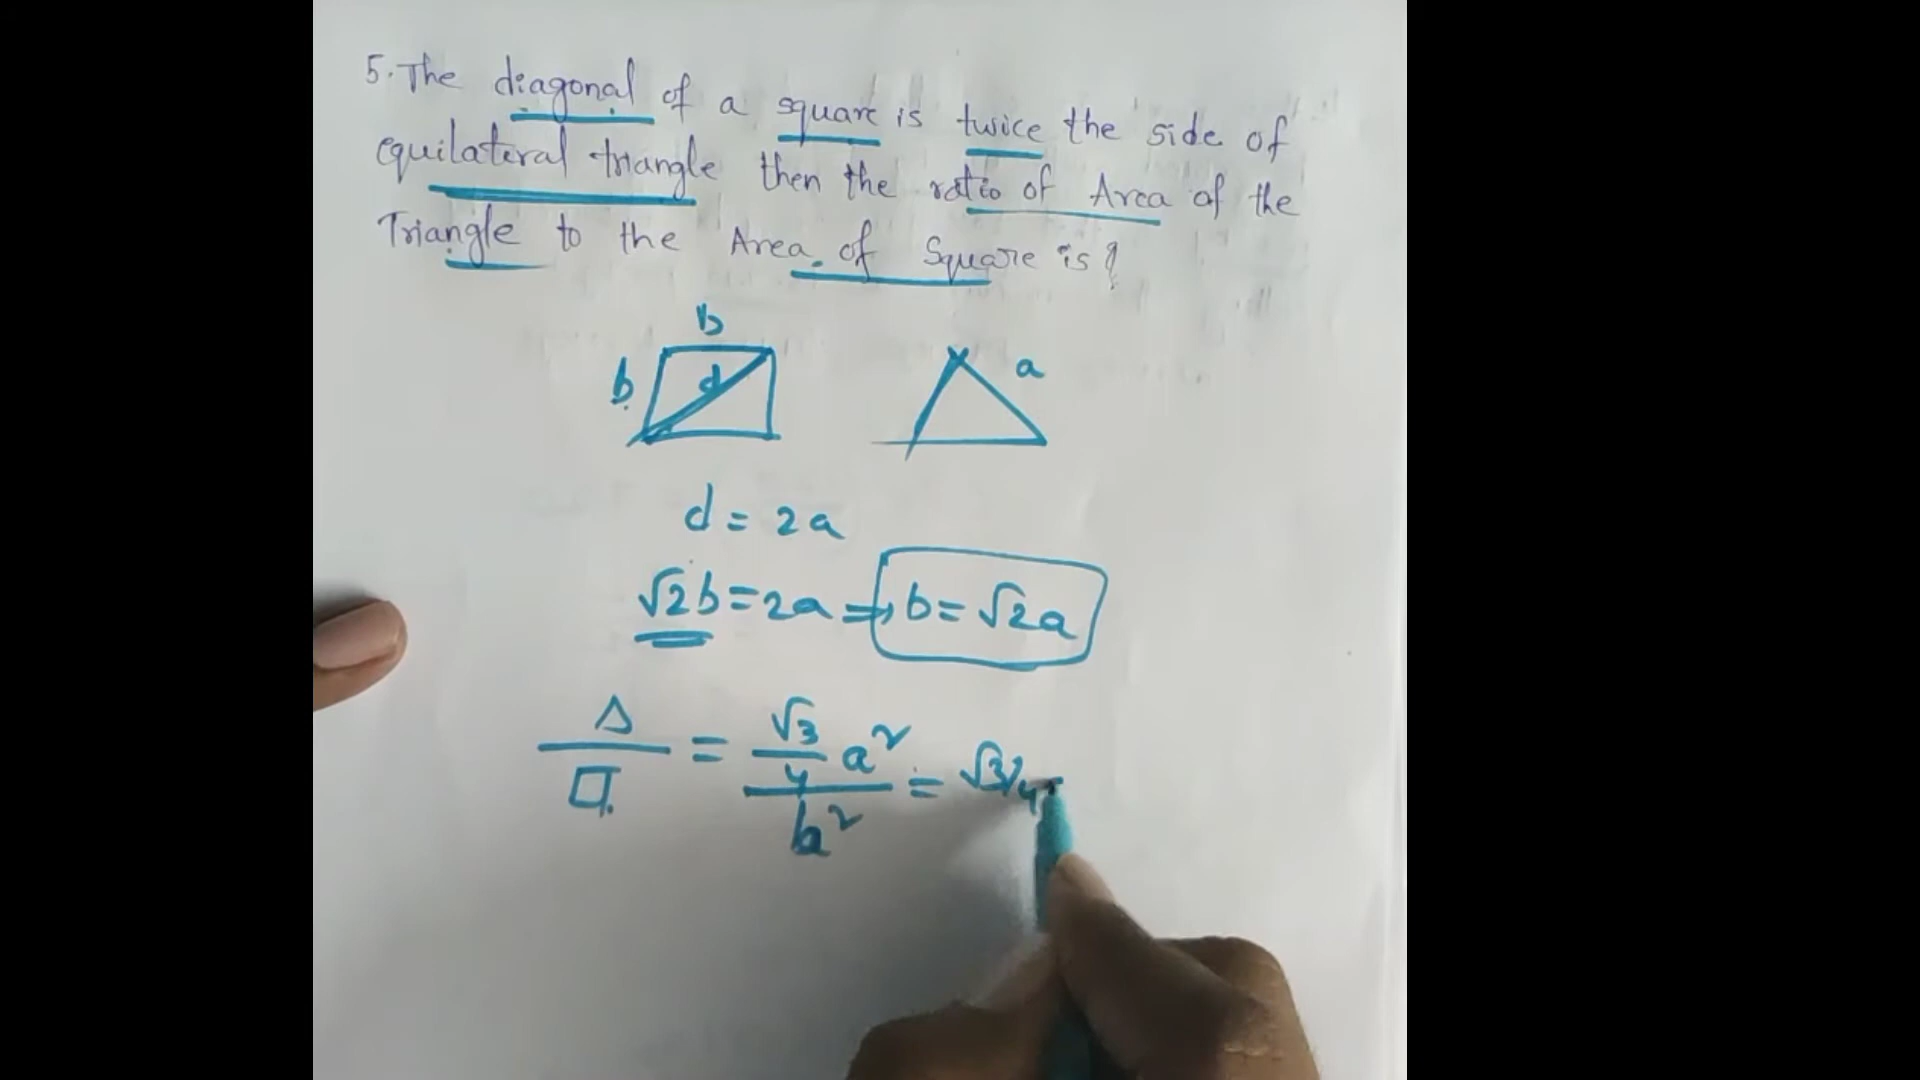 5. The diagonal of a square is twice the side of
equilateral triangle then the ratio of Area of the
Triangle to the Area of Square is?
b
b
d
a
d = 2a
√2b = 2a ⇒ b = √2a
Δ/□ = (√3/4 a²)/b² = √3/4